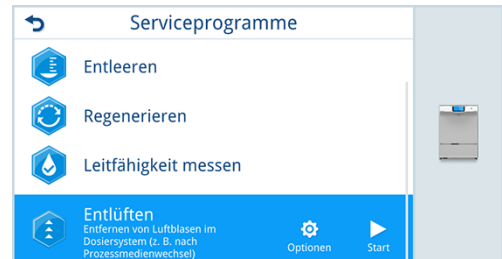 Serviceprogramme
Entleeren
Regenerieren
Leitfähigkeit messen
Entlüften
Entfernen von Luftblasen im
Dosiersystem (z. B. nach
Prozessmedienwechsel)
Optionen
Start